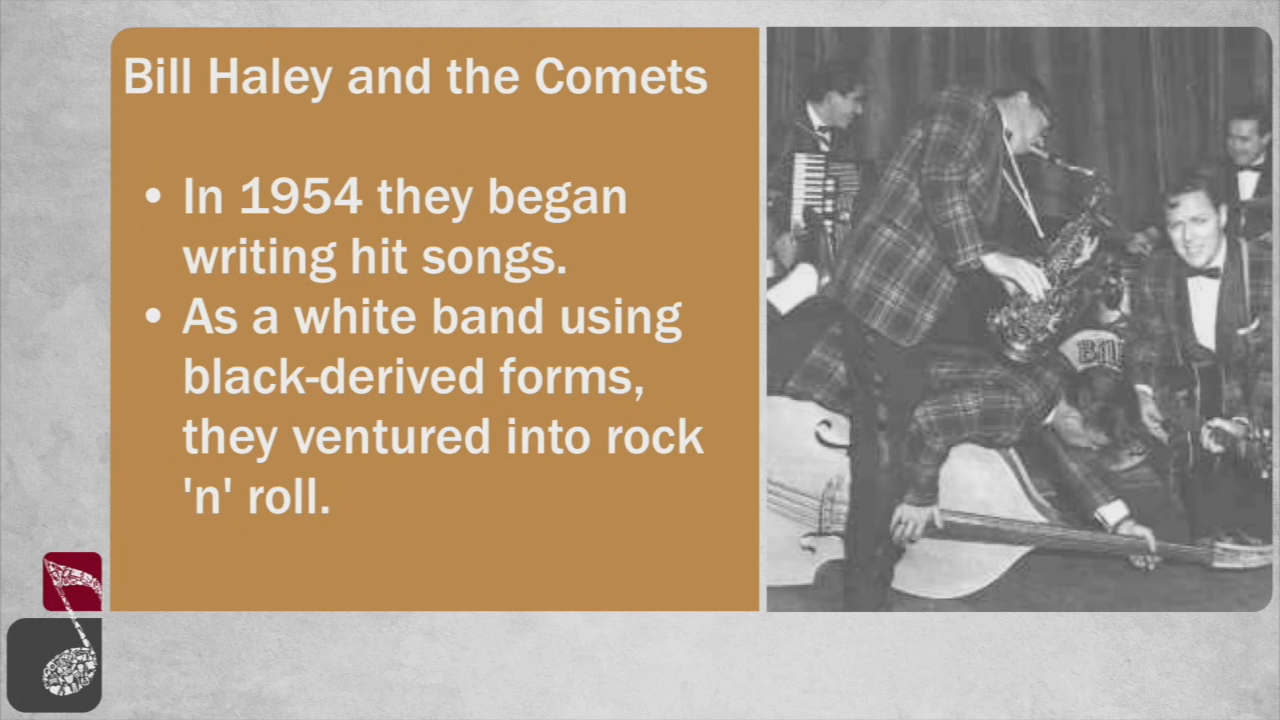 Bill Haley and the Comets
• In 1954 they began
writing hit songs.
• As a white band using
black-derived forms,
they ventured into rock
'n' roll.
BILL